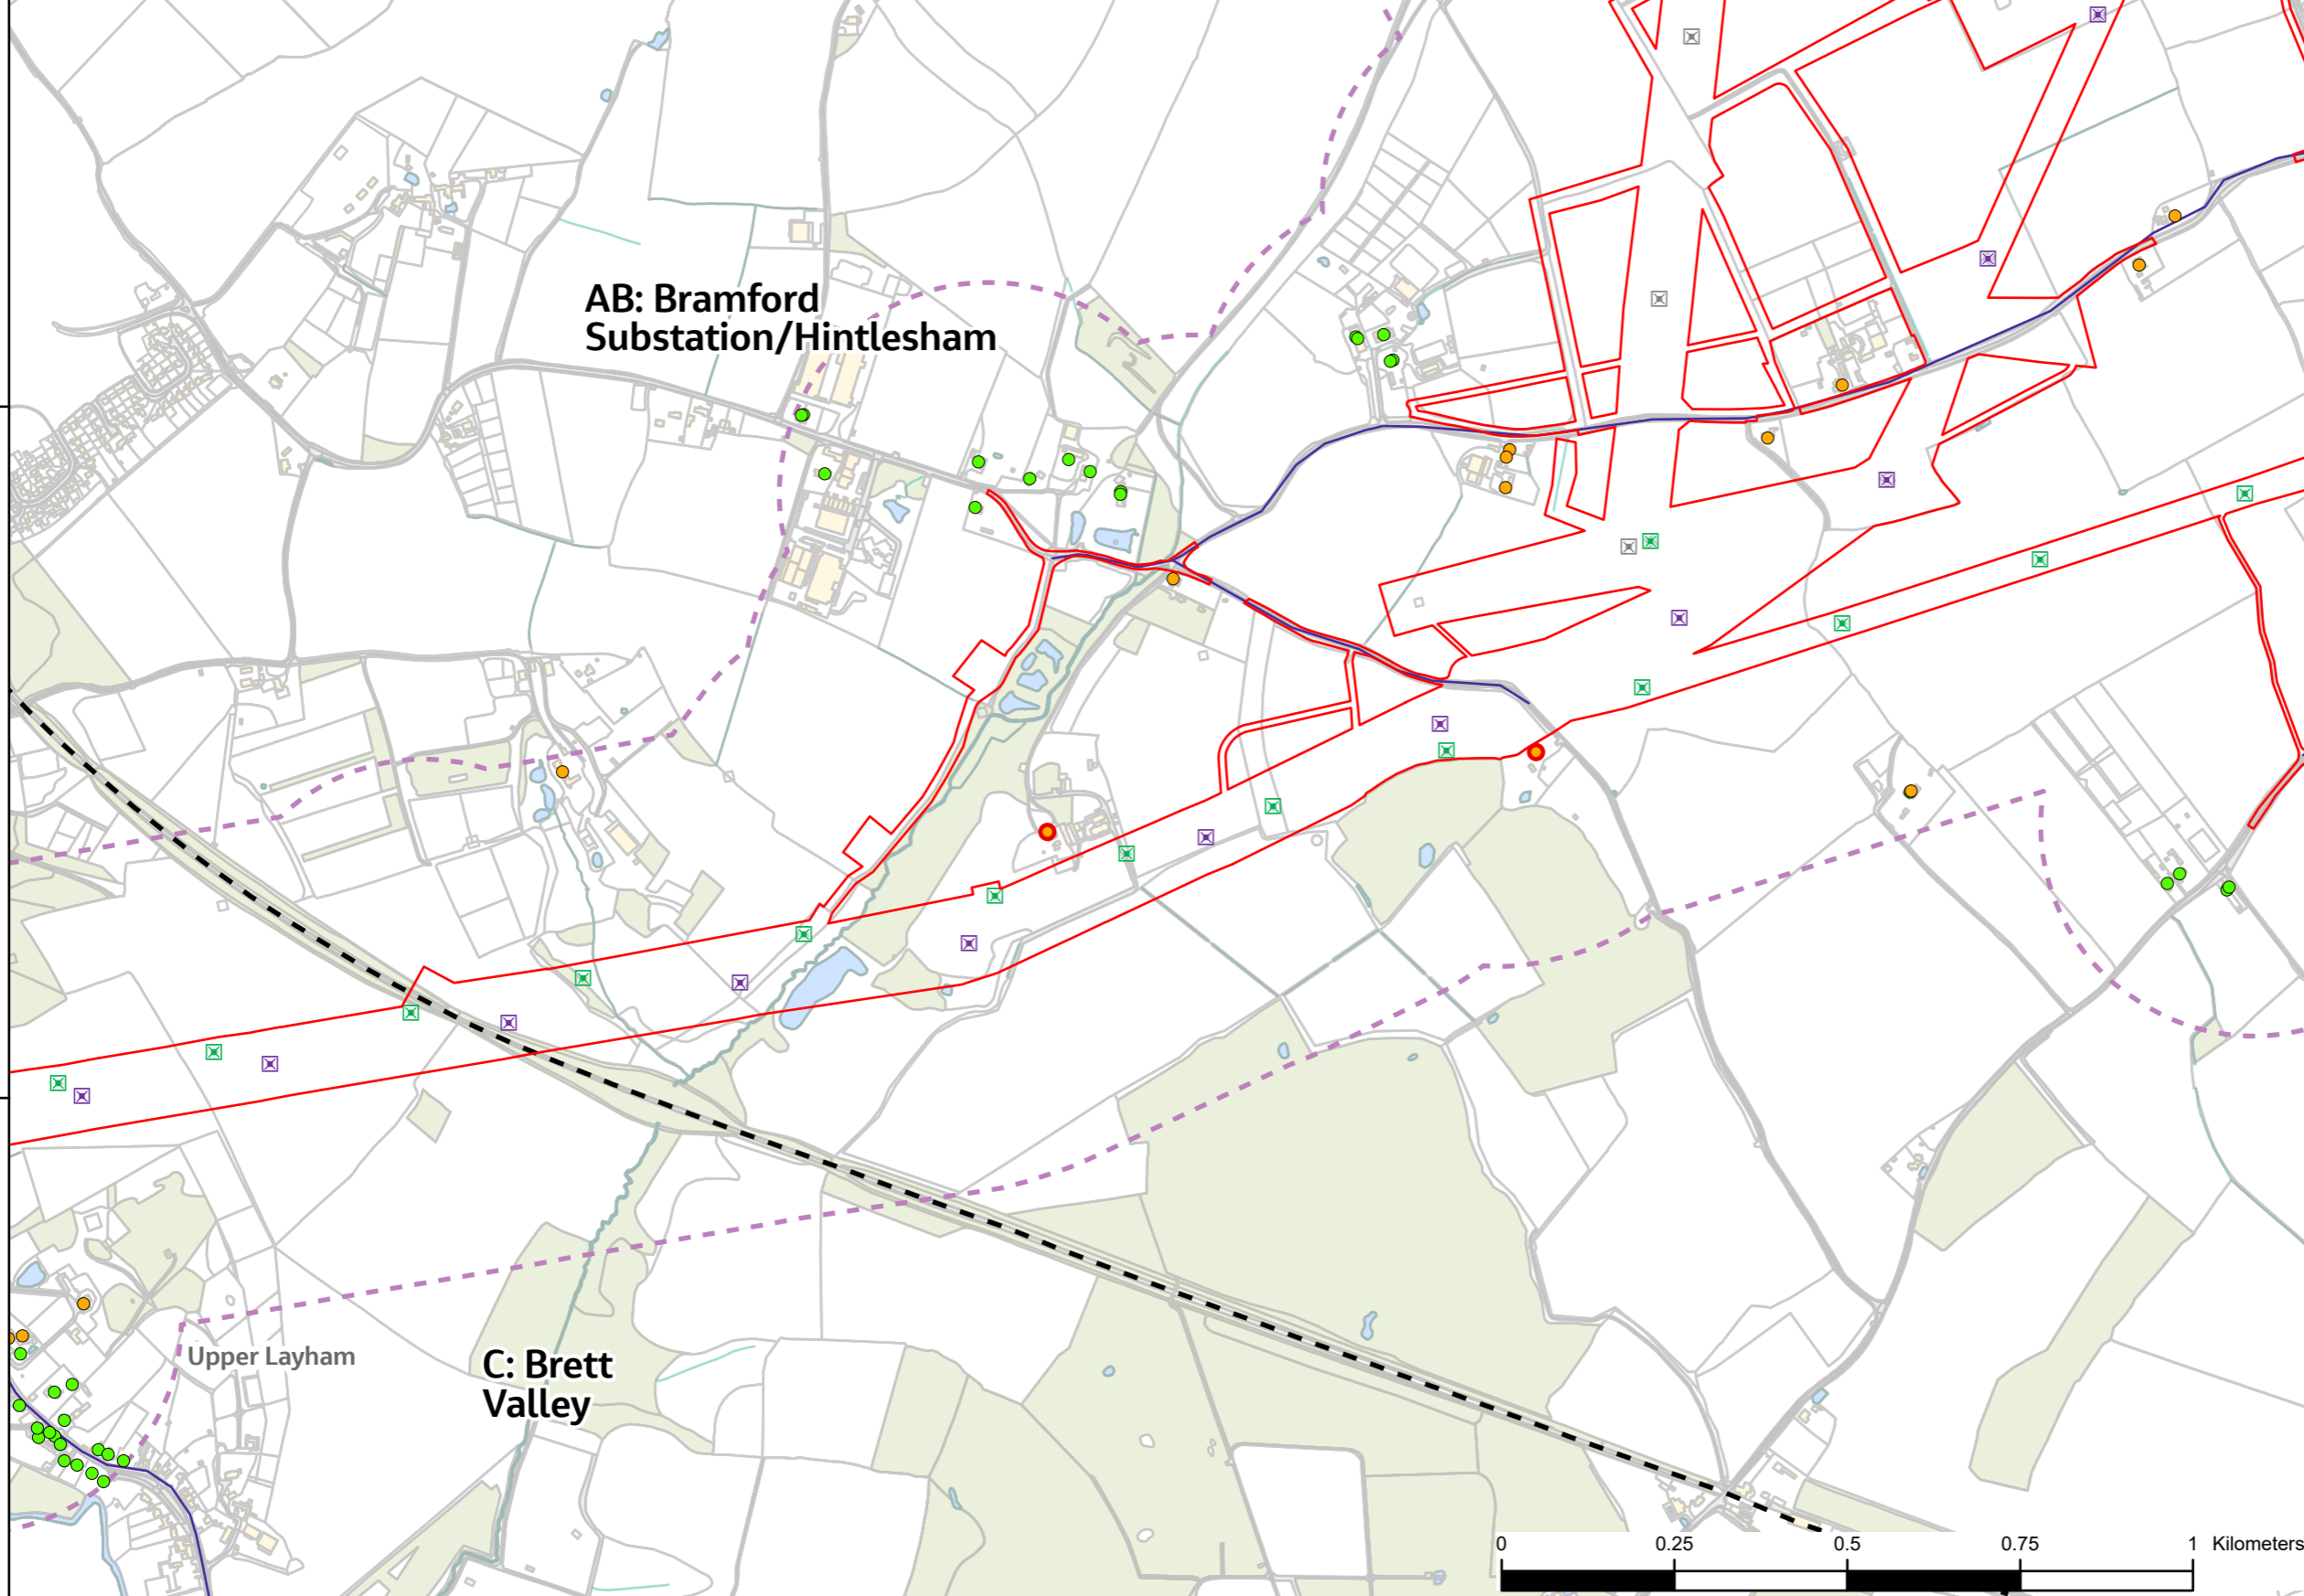 AB: Bramford
Substation/Hintlesham
Upper Layham
C: Brett
Valley
0 0.25 0.5 0.75 1 Kilometers